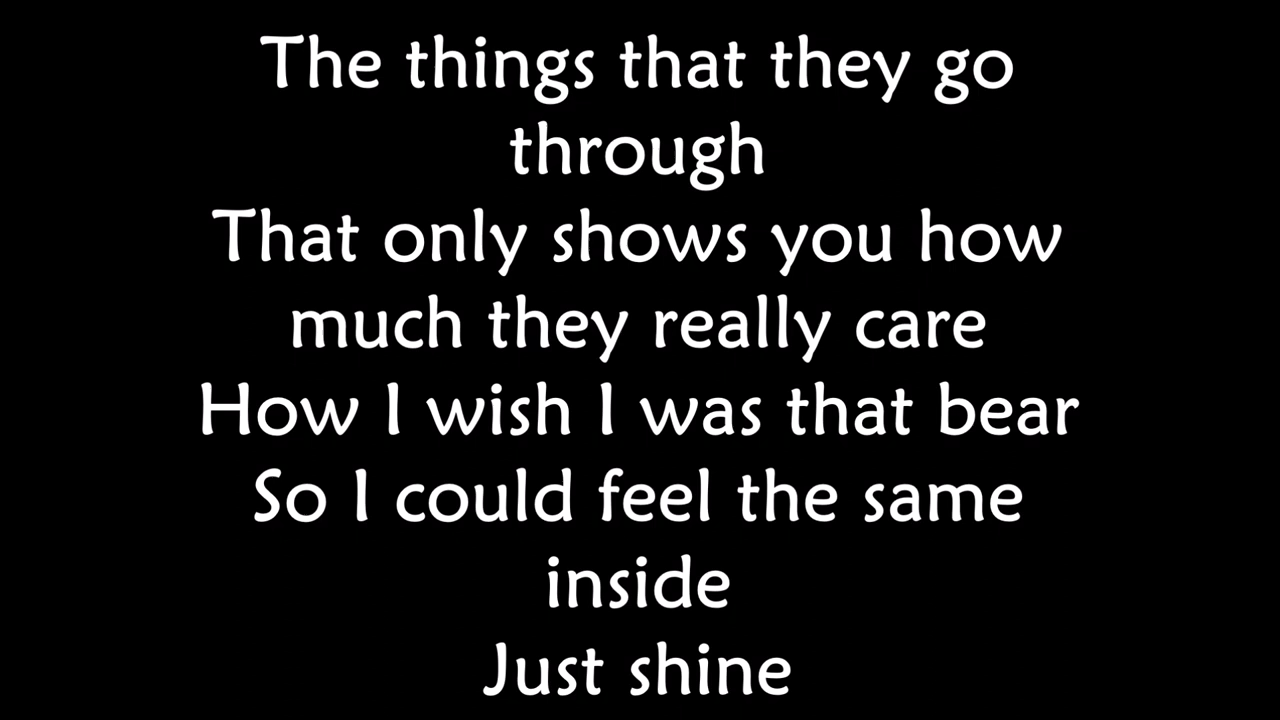 The things that they go
through
That only shows you how
much they really care
How I wish I was that bear
So I could feel the same
inside
Just shine